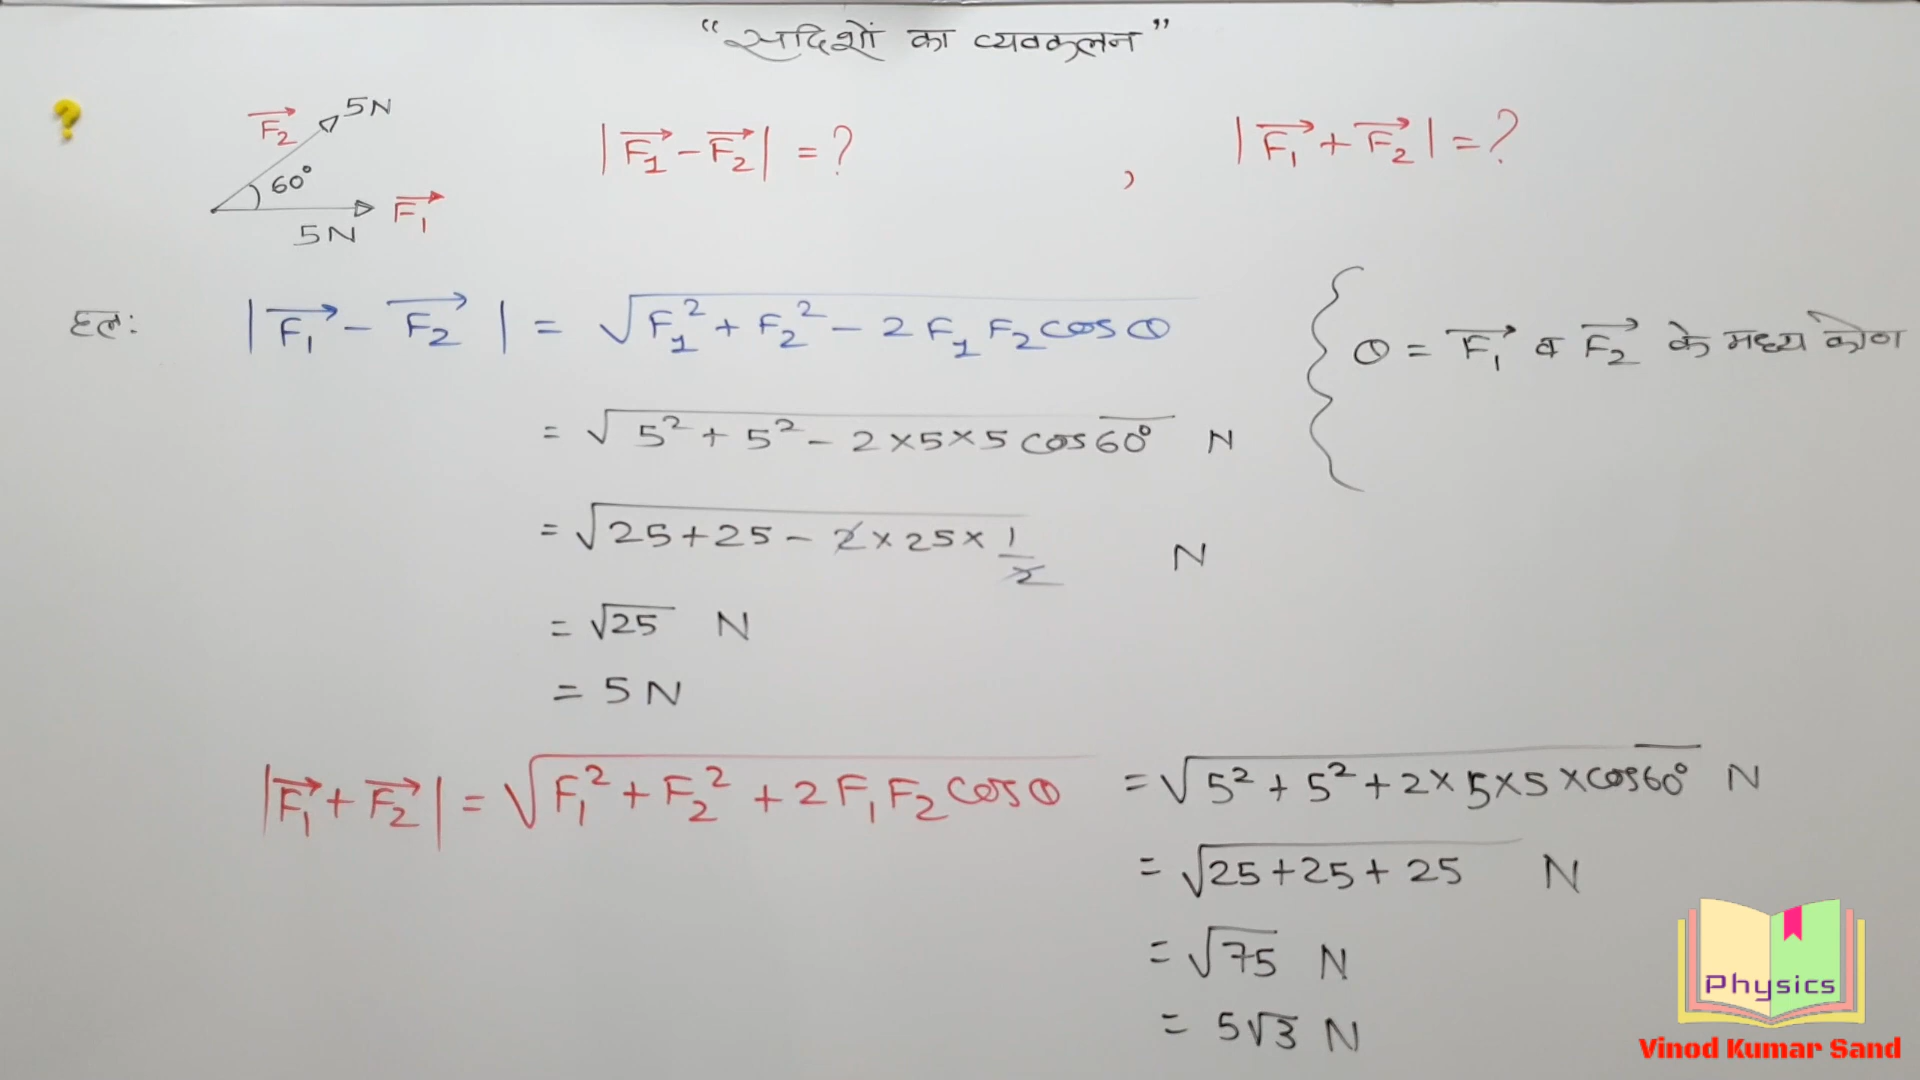 “सदिशों का व्यवकलन”
?
F₂→ 5N
60°
5N F₁→
|F₁→ − F₂→| = ? , |F₁→ + F₂→| = ?
हल: |F₁→ − F₂→| = √(F₁² + F₂² − 2F₁F₂cosθ) { θ = F₁→ व F₂→ के मध्य कोण
= √(5² + 5² − 2×5×5 cos60°) N
= √(25+25 − 2×25×1/2) N
= √25 N
= 5N
|F₁→ + F₂→| = √(F₁² + F₂² + 2F₁F₂cosθ) = √(5² + 5² + 2×5×5×cos60°) N
= √(25+25+25) N
= √75 N
= 5√3 N
Physics
Vinod Kumar Sand